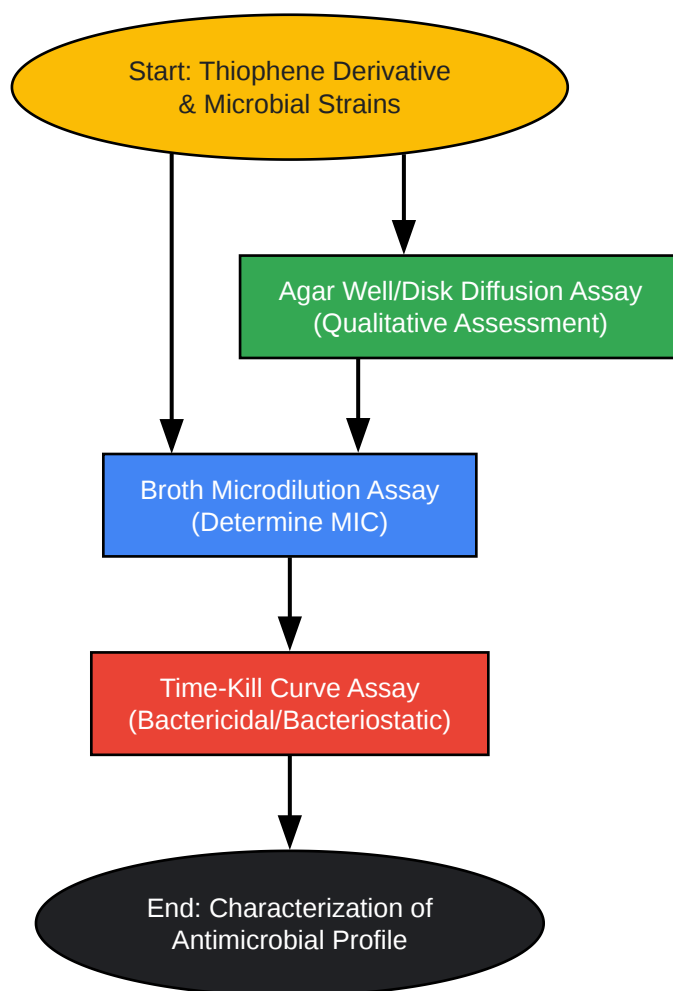 Start: Thiophene Derivative
& Microbial Strains
Agar Well/Disk Diffusion Assay
(Qualitative Assessment)
Broth Microdilution Assay
(Determine MIC)
Time-Kill Curve Assay
(Bactericidal/Bacteriostatic)
End: Characterization of
Antimicrobial Profile